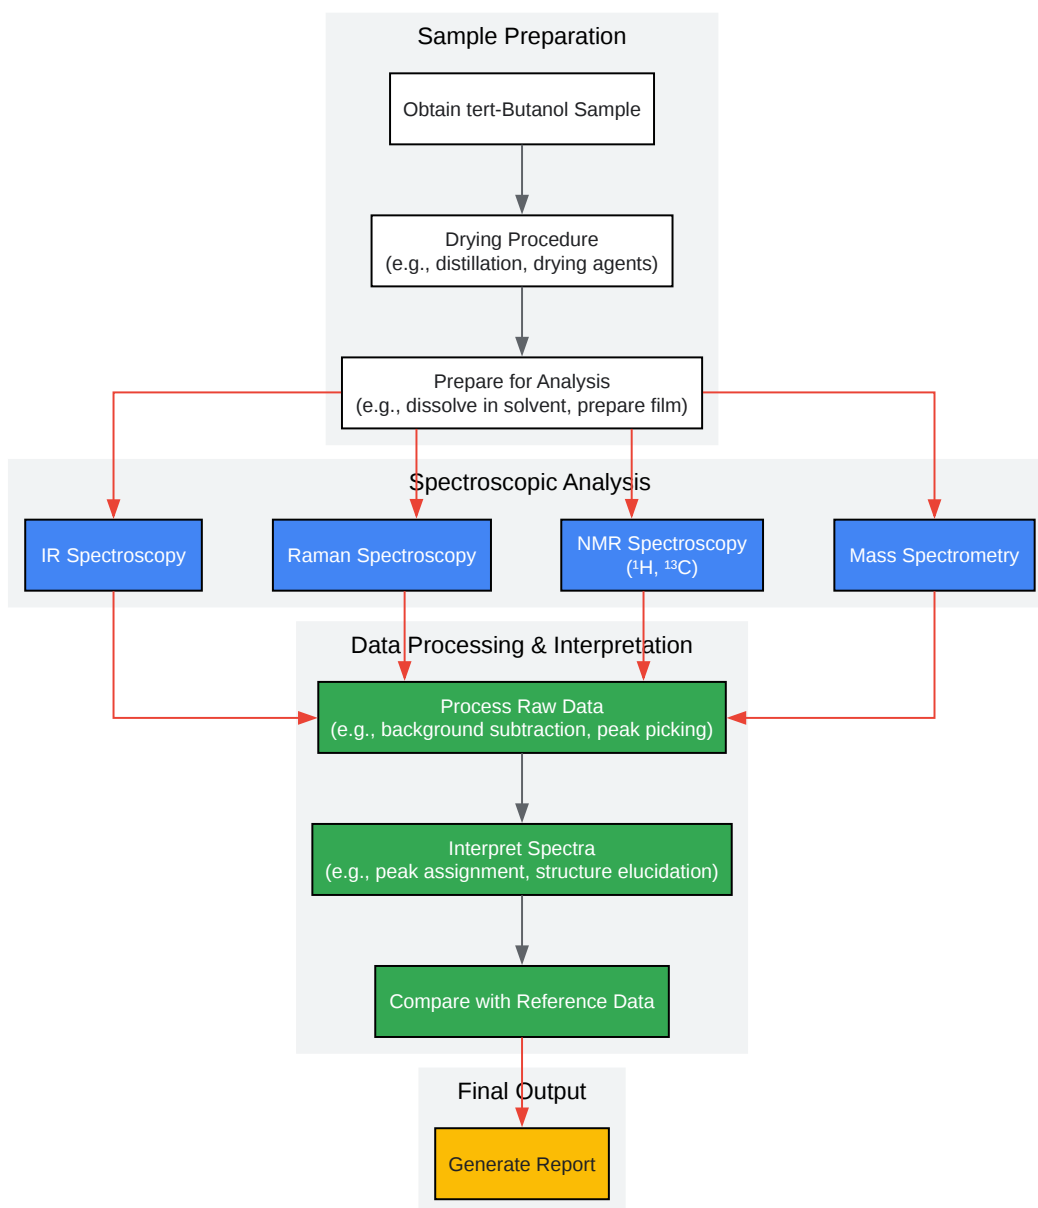 Sample Preparation
Obtain tert-Butanol Sample
Drying Procedure
(e.g., distillation, drying agents)
Prepare for Analysis
(e.g., dissolve in solvent, prepare film)
Spectroscopic Analysis
IR Spectroscopy
Raman Spectroscopy
NMR Spectroscopy
(¹H, ¹³C)
Mass Spectrometry
Data Processing & Interpretation
Process Raw Data
(e.g., background subtraction, peak picking)
Interpret Spectra
(e.g., peak assignment, structure elucidation)
Compare with Reference Data
Final Output
Generate Report